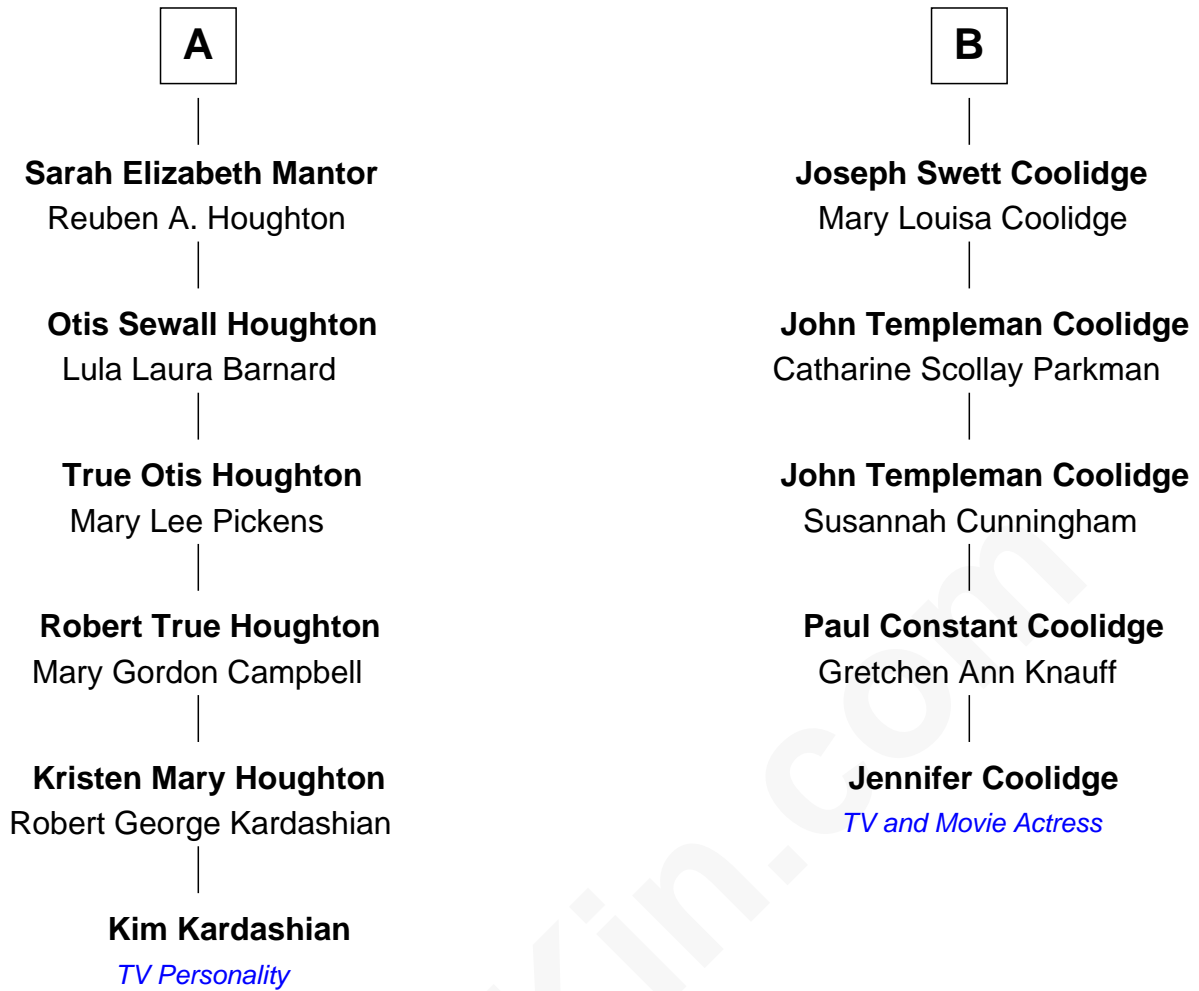 A
Sarah Elizabeth Mantor
Reuben A. Houghton
Otis Sewall Houghton
Lula Laura Barnard
True Otis Houghton
Mary Lee Pickens
Robert True Houghton
Mary Gordon Campbell
Kristen Mary Houghton
Robert George Kardashian
Kim Kardashian
TV Personality
B
Joseph Swett Coolidge
Mary Louisa Coolidge
John Templeman Coolidge
Catharine Scollay Parkman
John Templeman Coolidge
Susannah Cunningham
Paul Constant Coolidge
Gretchen Ann Knauff
Jennifer Coolidge
TV and Movie Actress